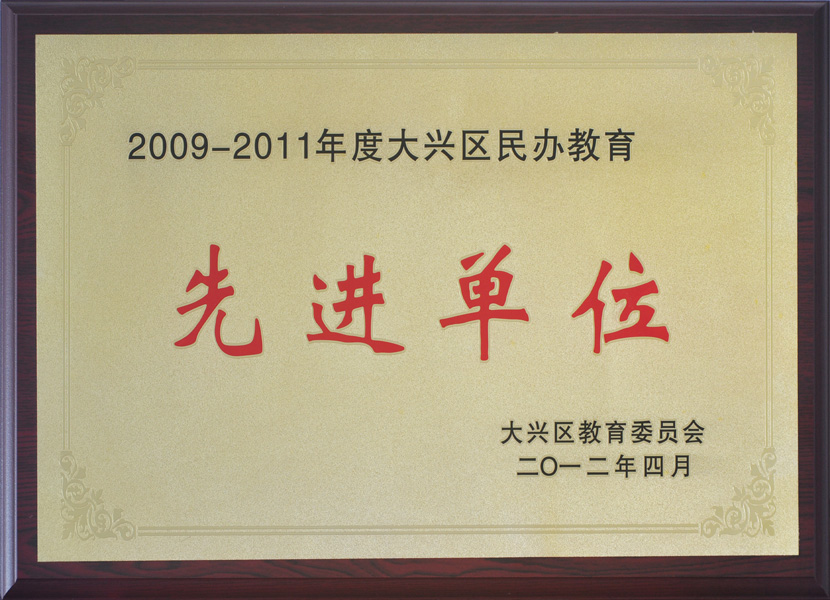 2009-2011年度大兴区民办教育
先进单位
大兴区教育委员会
二〇一二年四月